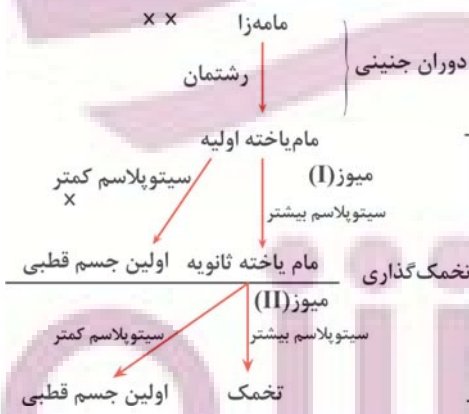 × × مامه‌زا
دوران جنینی
رشتمان
مام‌یاخته اولیه
سیتوپلاسم کمتر میوز(I)
× سیتوپلاسم بیشتر
مام یاخته ثانویه اولین جسم قطبی
تخمک‌گذاری
میوز(II)
سیتوپلاسم بیشتر سیتوپلاسم کمتر
تخمک اولین جسم قطبی